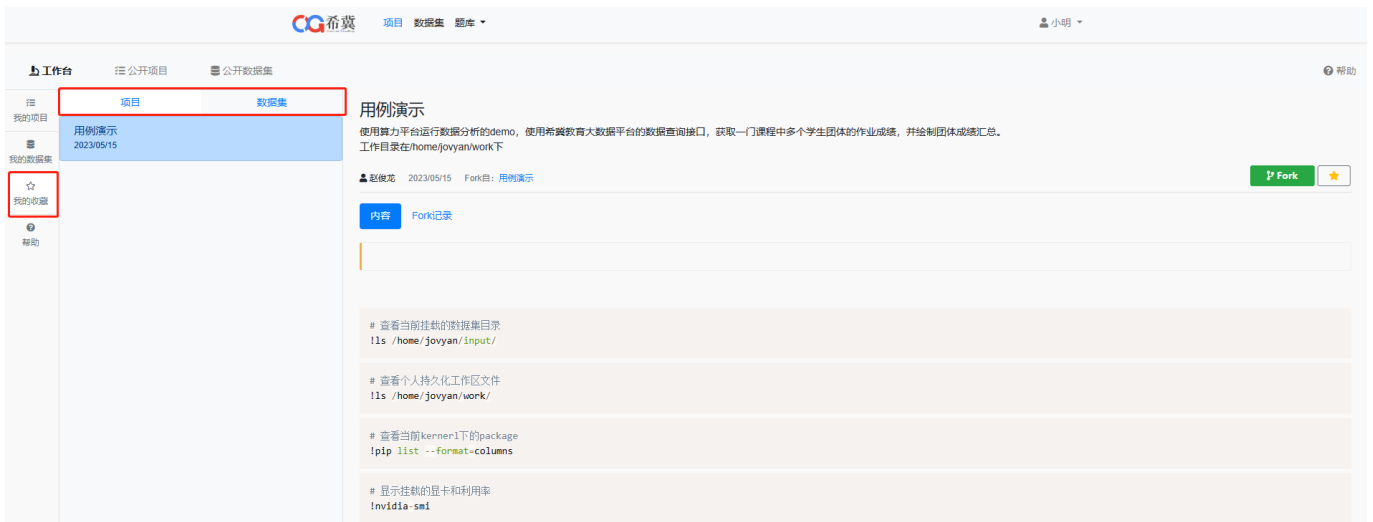 CG希冀 项目 数据集 题库 小明
工作台 公开项目 公开数据集 帮助
我的项目
我的数据集
我的收藏
帮助
项目 数据集
用例演示
2023/05/15
用例演示
使用算力平台运行数据分析的demo，使用希冀教育大数据平台的数据查询接口，获取一门课程中多个学生团体的作业成绩，并绘制团体成绩汇总。
工作目录在/home/jovyan/work下
赵俊龙 2023/05/15 Fork自：用例演示 Fork
内容 Fork记录
# 查看当前挂载的数据集目录
!ls /home/jovyan/input/
# 查看个人持久化工作区文件
!ls /home/jovyan/work/
# 查看当前kernerl下的package
!pip list --format=columns
# 显示挂载的显卡和利用率
!nvidia-smi